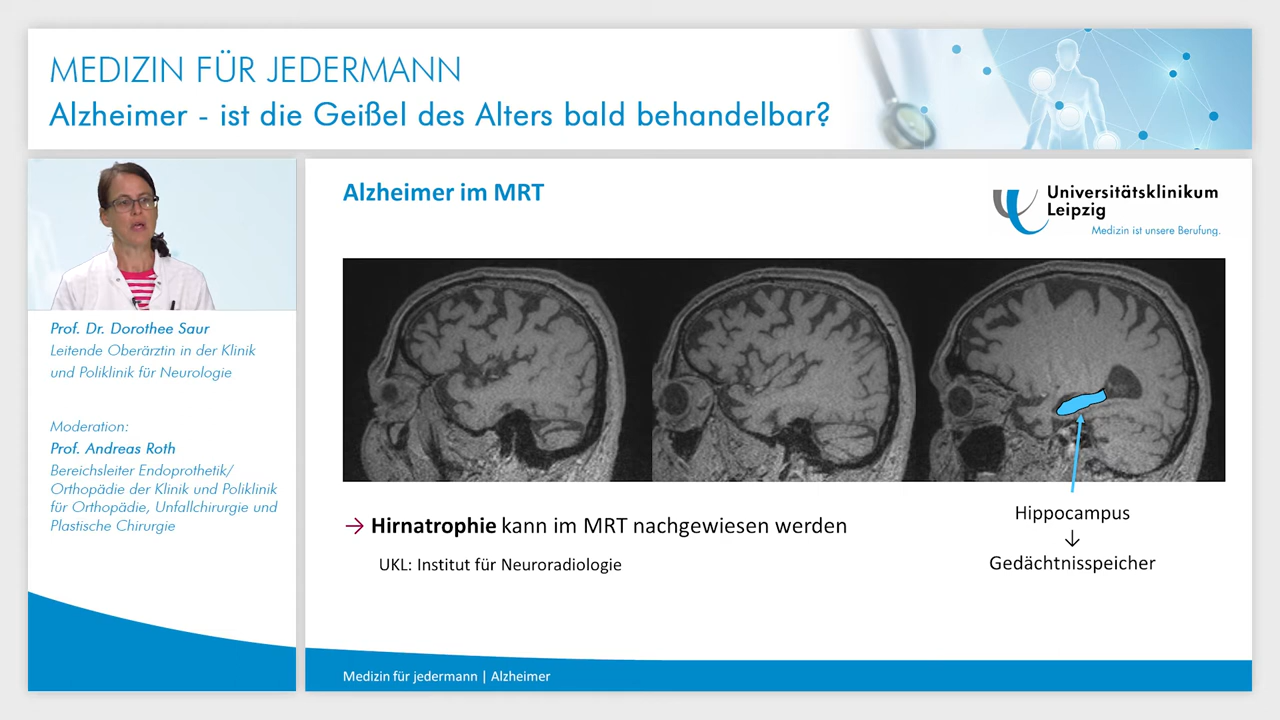 MEDIZIN FÜR JEDERMANN
Alzheimer - ist die Geißel des Alters bald behandelbar?
Prof. Dr. Dorothee Saur
Leitende Oberärztin in der Klinik
und Poliklinik für Neurologie
Moderation:
Prof. Andreas Roth
Bereichsleiter Endoprothetik/
Orthopädie der Klinik und Poliklinik
für Orthopädie, Unfallchirurgie und
Plastische Chirurgie
Alzheimer im MRT
Universitätsklinikum
Leipzig
Medizin ist unsere Berufung.
→ Hirnatrophie kann im MRT nachgewiesen werden
UKL: Institut für Neuroradiologie
Hippocampus
↓
Gedächtnisspeicher
Medizin für jedermann | Alzheimer